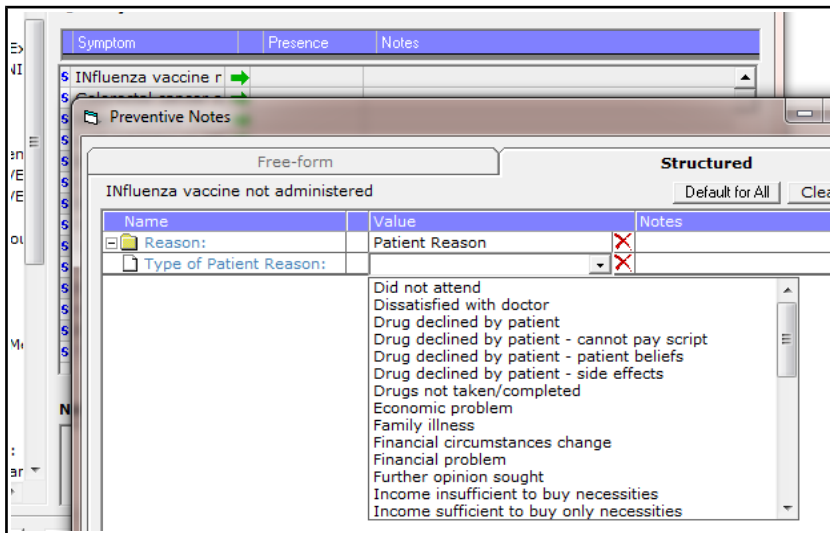 Symptom Presence Notes
S INfluenza vaccine r
S
Preventive Notes
Free-form Structured
INfluenza vaccine not administered Default for All Clea
Name Value Notes
Reason: Patient Reason
Type of Patient Reason:
Did not attend
Dissatisfied with doctor
Drug declined by patient
Drug declined by patient - cannot pay script
Drug declined by patient - patient beliefs
Drug declined by patient - side effects
Drugs not taken/completed
Economic problem
Family illness
Financial circumstances change
Financial problem
Further opinion sought
Income insufficient to buy necessities
Income sufficient to buy only necessities